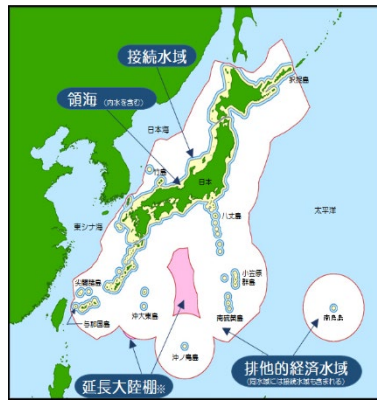 接続水域
領海（内水を含む）
択捉島
日本海
竹島
日本
八丈島
太平洋
東シナ海
尖閣諸島
小笠原
群島
沖大東島
南硫黄島
南鳥島
与那国島
沖ノ鳥島
延長大陸棚※
排他的経済水域
（同水域には接続水域も含まれる）